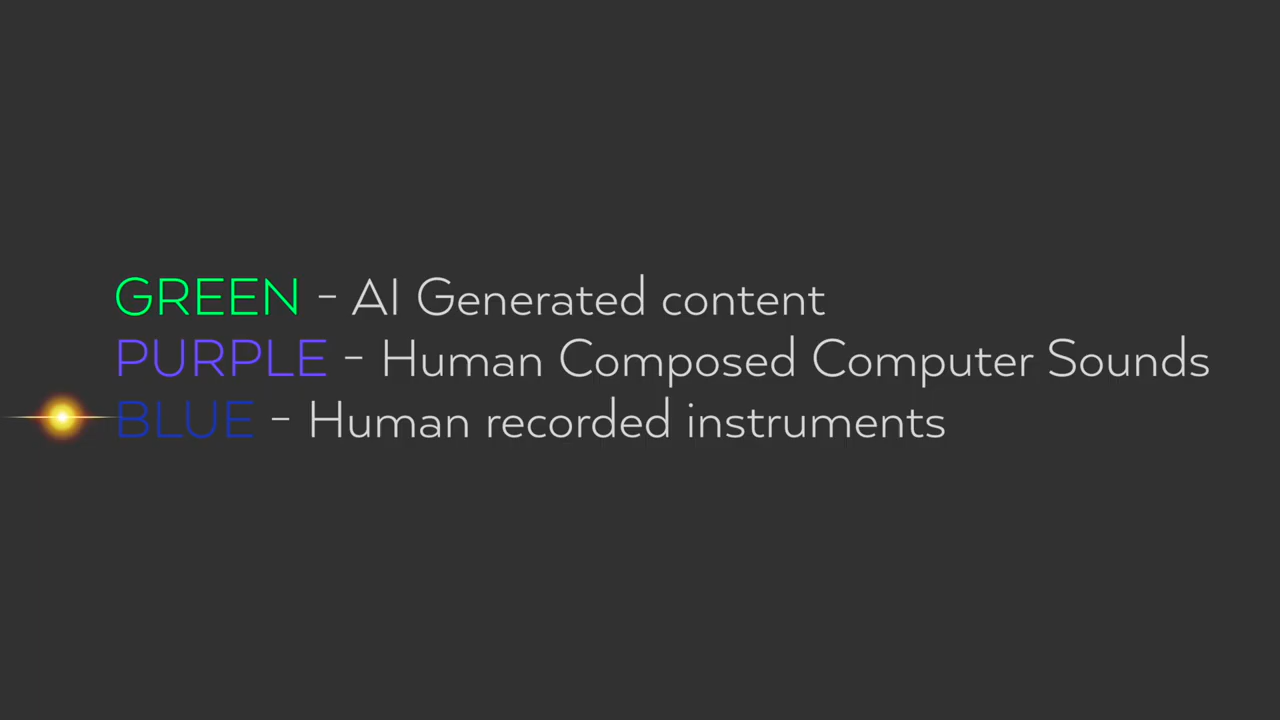 GREEN - AI Generated content
PURPLE - Human Composed Computer Sounds
BLUE - Human recorded instruments